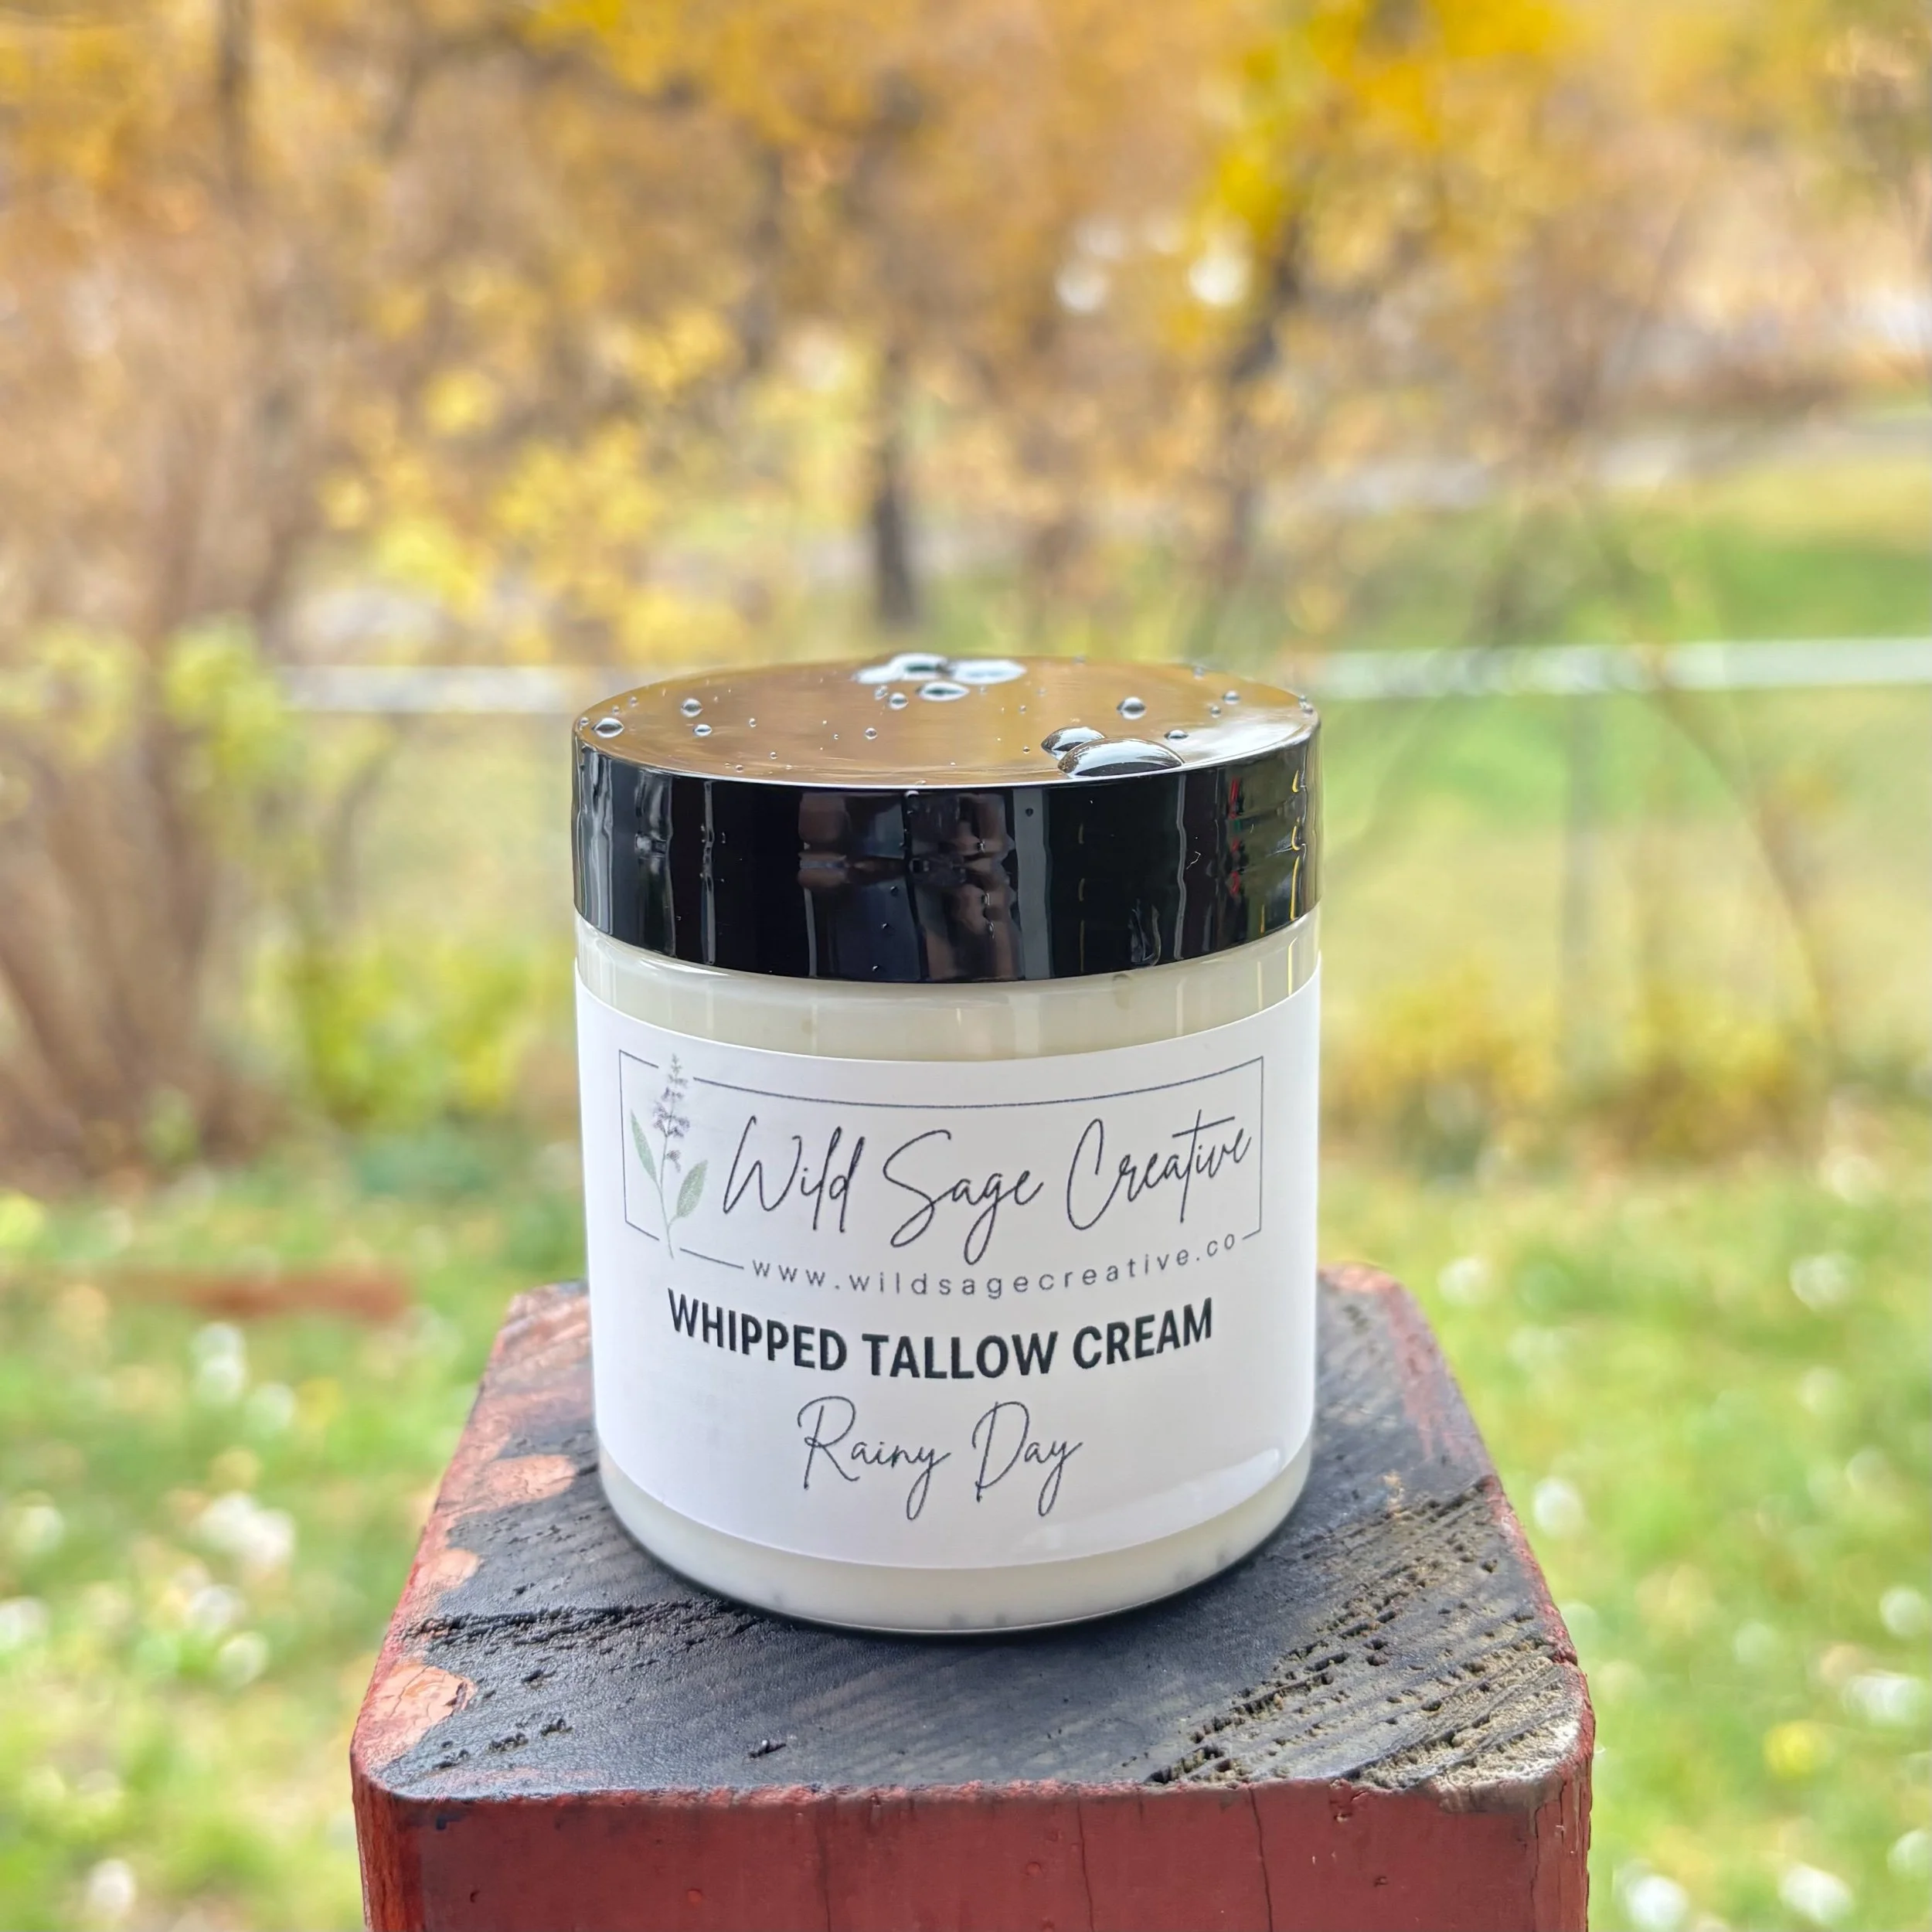 Wild Sage Creative
www.wildsagecreative.co
WHIPPED TALLOW CREAM
Rainy Day